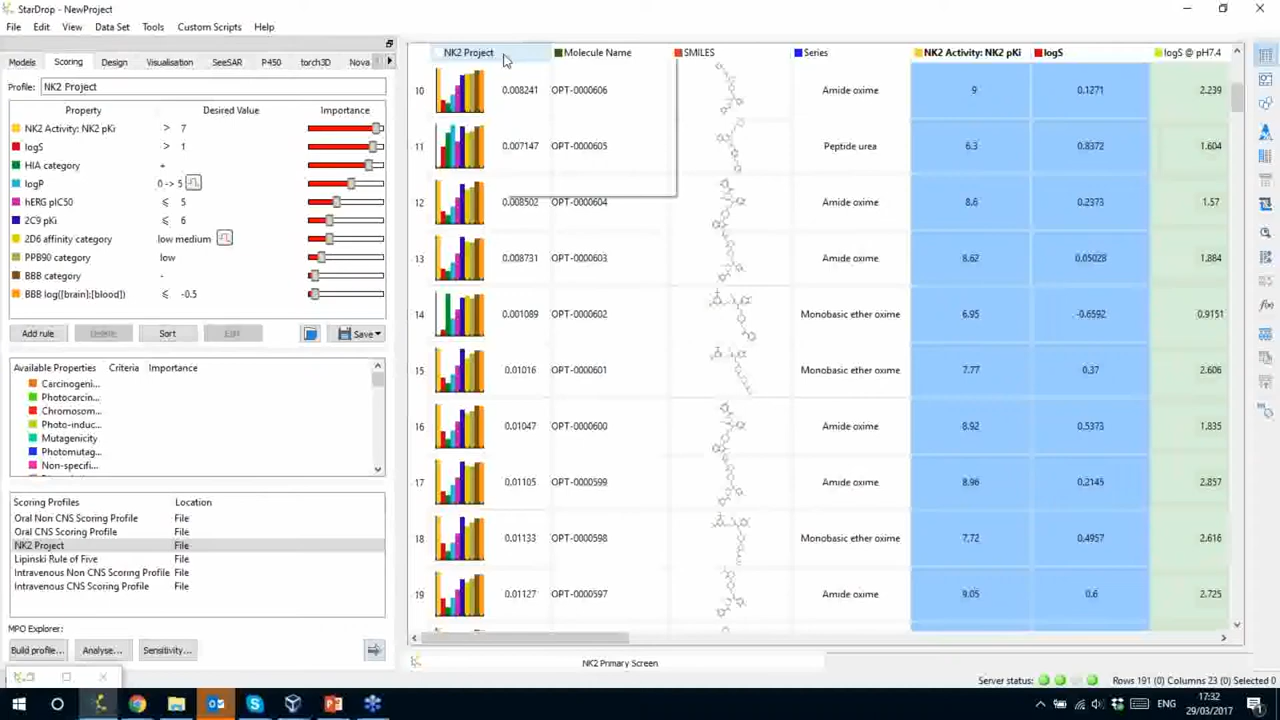 StarDrop - NewProject
File Edit View Data Set Tools Custom Scripts Help
Models Scoring Design Visualisation SeeSAR P450 torch3D Nova
Profile: NK2 Project
Property Desired Value Importance
NK2 Activity: NK2 pKi > 7
logS > 1
HIA category +
logP 0 -> 5
hERG pIC50 ≤ 5
2C9 pKi ≤ 6
2D6 affinity category low medium
PPB90 category low
BBB category -
BBB log([brain]:[blood]) ≤ -0.5
Add rule Delete Sort Edit Save
Available Properties Criteria Importance
Carcinogeni...
Photocarcin...
Chromosom...
Photo-induc...
Mutagenicity
Photomutag...
Non-specifi...
Scoring Profiles Location
Oral Non CNS Scoring Profile File
Oral CNS Scoring Profile File
NK2 Project File
Lipinski Rule of Five File
Intravenous Non CNS Scoring Profile File
Intravenous CNS Scoring Profile File
MPO Explorer:
Build profile... Analyse... Sensitivity...
NK2 Project Molecule Name SMILES Series NK2 Activity: NK2 pKi logS logS @ pH7.4
10 0.008241 OPT-0000606 Amide oxime 9 0.1271 2.239
11 0.007147 OPT-0000605 Peptide urea 6.3 0.8372 1.604
12 0.008502 OPT-0000604 Amide oxime 8.6 0.2373 1.57
13 0.008731 OPT-0000603 Amide oxime 8.62 0.05028 1.884
14 0.001089 OPT-0000602 Monobasic ether oxime 6.95 -0.6592 0.9151
15 0.01016 OPT-0000601 Monobasic ether oxime 7.77 0.37 2.606
16 0.01047 OPT-0000600 Amide oxime 8.92 0.5373 1.835
17 0.01105 OPT-0000599 Amide oxime 8.96 0.2145 2.857
18 0.01133 OPT-0000598 Monobasic ether oxime 7.72 0.4957 2.616
19 0.01127 OPT-0000597 Amide oxime 9.05 0.6 2.725
NK2 Primary Screen
Server status: Rows 191 (0) Columns 23 (0) Selected 0
ENG 17:32
29/03/2017